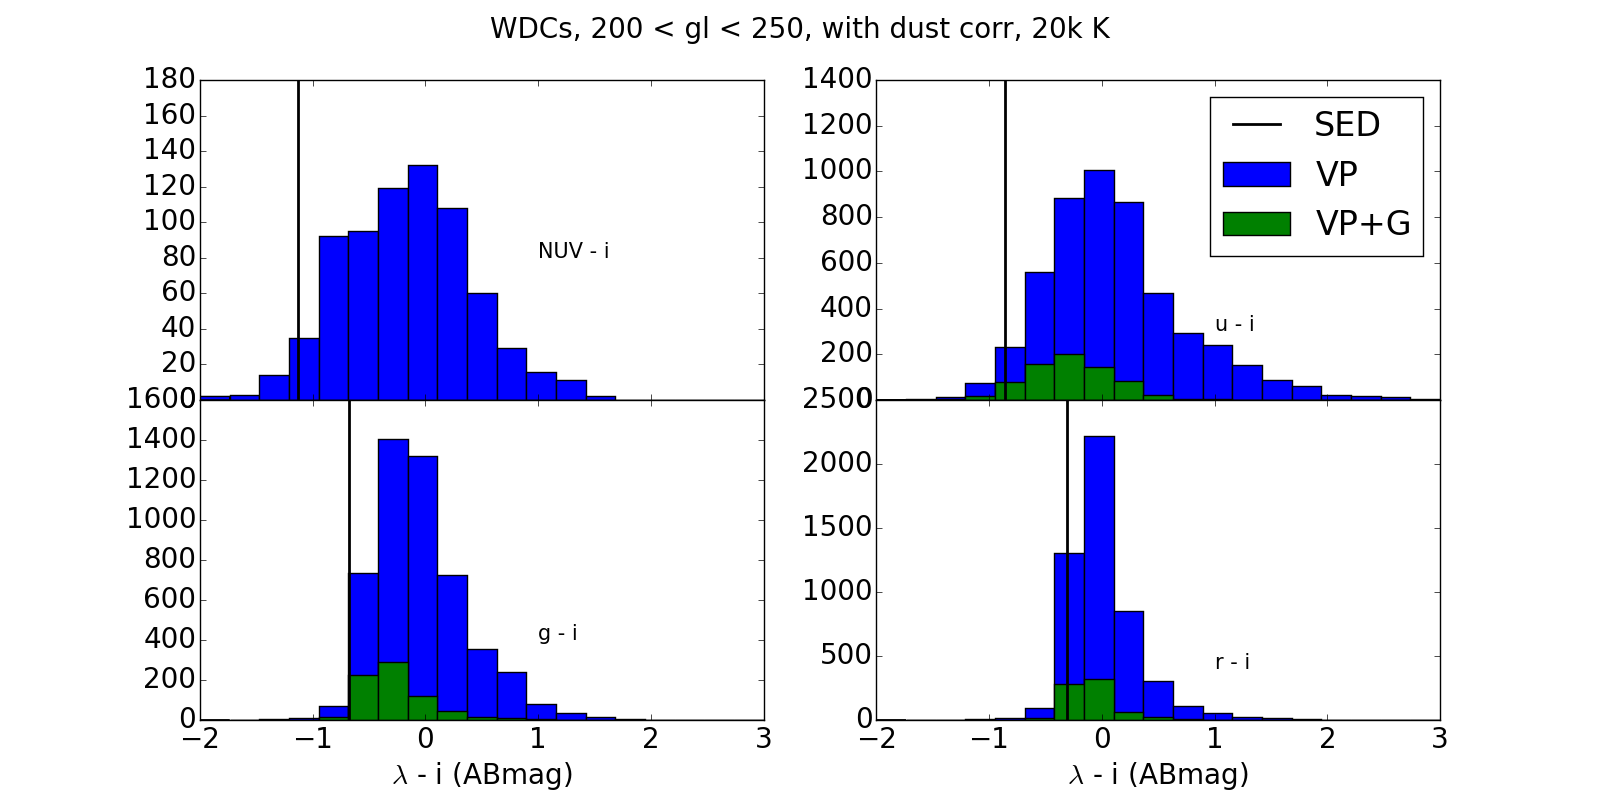 WDCs, 200 < gl < 250, with dust corr, 20k K
180
160
140
120
100
80
60
40
20
0
NUV - i
1400
1200
1000
800
600
400
200
0
SED
VP
VP+G
u - i
1600
1400
1200
1000
800
600
400
200
0
g - i
−2 −1 0 1 2 3
λ - i (ABmag)
2500
2000
1500
1000
500
0
r - i
−2 −1 0 1 2 3
λ - i (ABmag)